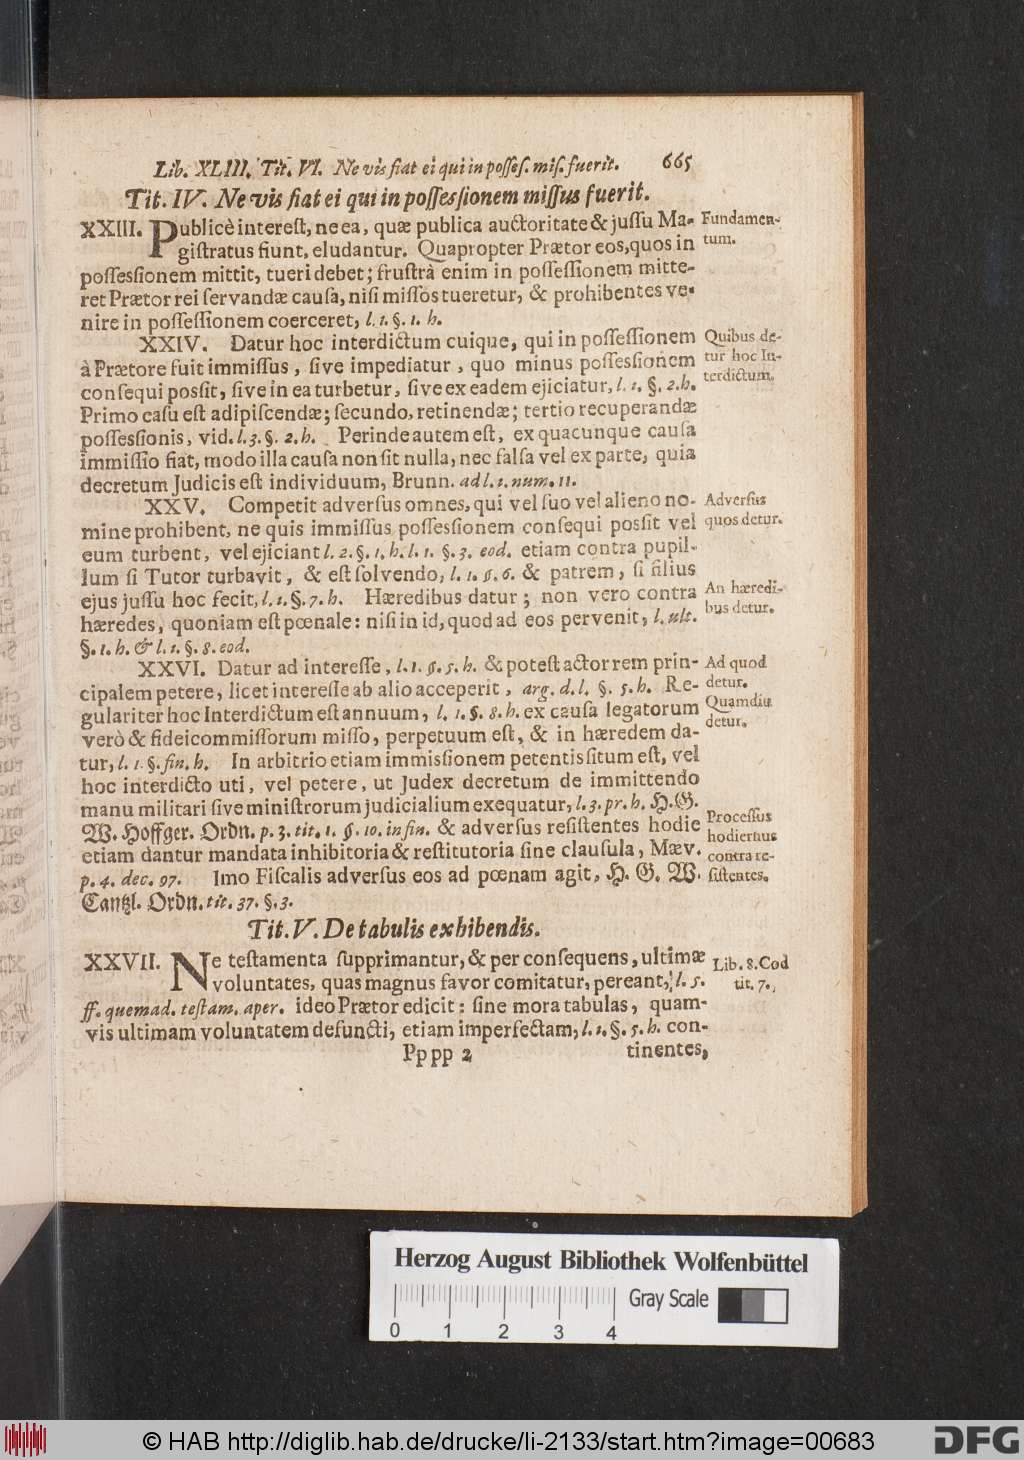 Lib. XLIII. Tit. VI. Ne vis fiat ei qui in posſeſ. miſ. fuerit. 665
Tit. IV. Ne vis fiat ei qui in posſesſionem misſus fuerit.
XXIII. Publicè intereſt, ne ea, quæ publica auctoritate & juſſu Ma-
giſtratus fiunt, eludantur. Quapropter Prætor eos, quos in
poſſesſionem mittit, tueri debet; fruſtrà enim in poſſeſſionem mitte-
ret Prætor rei ſervandæ cauſa, niſi miſſos tueretur, & prohibentes ve-
nire in poſſeſſionem coerceret, l. 1. §. 1. h.
Fundamen-
tum.
XXIV. Datur hoc interdictum cuique, qui in poſſeſſionem
à Prætore fuit immiſſus, ſive impediatur, quo minus poſſesſionem
conſequi posſit, ſive in ea turbetur, ſive ex eadem ejiciatur, l. 1. §. 2. h.
Primo caſu eſt adipiſcendæ; ſecundo, retinendæ; tertio recuperandæ
poſſesſionis, vid. l. 3. §. 2. h. Perinde autem eſt, ex quacunque cauſa
immiſſio fiat, modo illa cauſa non ſit nulla, nec falſa vel ex parte, quia
decretum Judicis eſt individuum, Brunn. ad l. 1. num. 11.
Quibus de-
tur hoc In-
terdictum.
XXV. Competit adverſus omnes, qui vel ſuo vel alieno no-
mine prohibent, ne quis immiſſus poſſesſionem conſequi posſit vel
eum turbent, vel ejiciant l. 2. §. 1. h. l. 1. §. 3. eod. etiam contra pupil-
lum ſi Tutor turbavit, & eſt ſolvendo, l. 1. §. 6. & patrem, ſi filius
ejus juſſu hoc fecit, l. 1. §. 7. h. Hæredibus datur; non vero contra
hæredes, quoniam eſt pœnale: niſi in id, quod ad eos pervenit, l. ult.
§. 1. h. & l. 1. §. 8. eod.
Adverſus
quos detur.
An hæredi-
bus detur.
XXVI. Datur ad intereſſe, l. 1. §. 5. h. & poteſt actor rem prin-
cipalem petere, licet intereſſe ab alio acceperit, arg. d. l. §. 5. h. Re-
gulariter hoc Interdictum eſt annuum, l. 1. §. 8. h. ex cauſa legatorum
verò & fideicommiſſorum miſſo, perpetuum eſt, & in hæredem da-
tur, l. 1. §. fin. h. In arbitrio etiam immisſionem petentis ſitum eſt, vel
hoc interdicto uti, vel petere, ut Judex decretum de immittendo
manu militari ſive miniſtrorum judicialium exequatur, l. 3. pr. h. H. G.
W. Hoffger. Ordn. p. 3. tit. 1. §. 10. in fin. & adverſus reſiſtentes hodie
etiam dantur mandata inhibitoria & reſtitutoria ſine clauſula, Mæv.
p. 4. dec. 97. Imo Fiſcalis adverſus eos ad pœnam agit, H. G. W.
Cantzl. Ordn. tit. 37. §. 3.
Ad quod
detur.
Quamdiu
detur.
Proceſſus
hodiernus
contra re-
ſiſtentes.
Tit. V. De tabulis exhibendis.
XXVII. Ne teſtamenta ſupprimantur, & per conſequens, ultimæ
voluntates, quas magnus favor comitatur, pereant, l. 5.
ff. quemad. teſtam. aper. ideo Prætor edicit: ſine mora tabulas, quam-
vis ultimam voluntatem defuncti, etiam imperfectam, l. 1. §. 5. h. con-
Lib. 8. Cod
tit. 7.
Pp pp 2 tinentes,
Herzog August Bibliothek Wolfenbüttel
0 1 2 3 4 Gray Scale
© HAB http://diglib.hab.de/drucke/li-2133/start.htm?image=00683
DFG